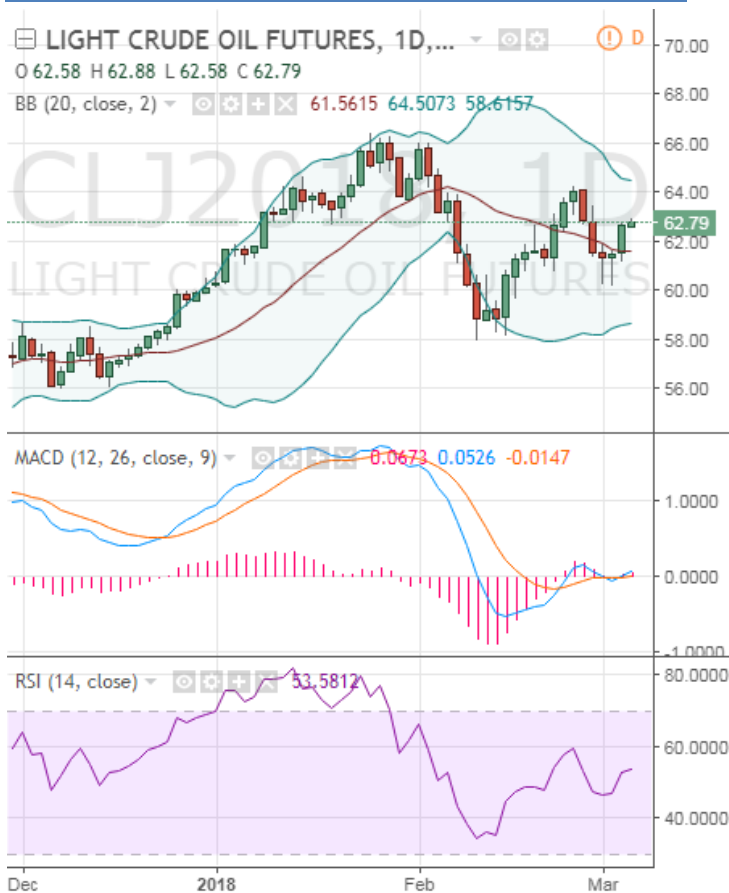 LIGHT CRUDE OIL FUTURES, 1D,... D
O 62.58 H 62.88 L 62.58 C 62.79
BB (20, close, 2) 61.5615 64.5073 58.6157
CLJ2018, 1D
LIGHT CRUDE OIL FUTURES
70.00
68.00
66.00
64.00
62.79
62.00
60.00
58.00
56.00
MACD (12, 26, close, 9) 0.0673 0.0526 -0.0147
1.0000
0.0000
-1.0000
RSI (14, close) 53.5812
80.0000
60.0000
40.0000
Dec 2018 Feb Mar